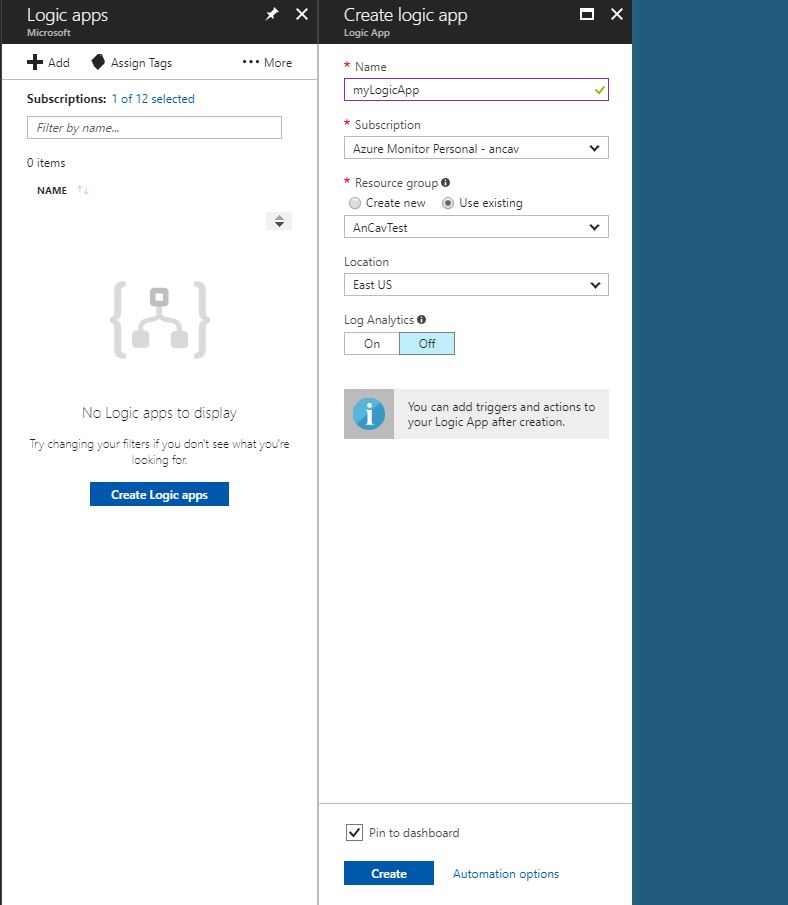 Logic apps
Microsoft
Add
Assign Tags
More
Subscriptions: 1 of 12 selected
Filter by name...
0 items
NAME
No Logic apps to display
Try changing your filters if you don't see what you're
looking for.
Create Logic apps
Create logic app
Logic App
* Name
myLogicApp
* Subscription
Azure Monitor Personal - ancav
* Resource group
Create new
Use existing
AnCavTest
Location
East US
Log Analytics
On
Off
You can add triggers and actions to
your Logic App after creation.
Pin to dashboard
Create
Automation options